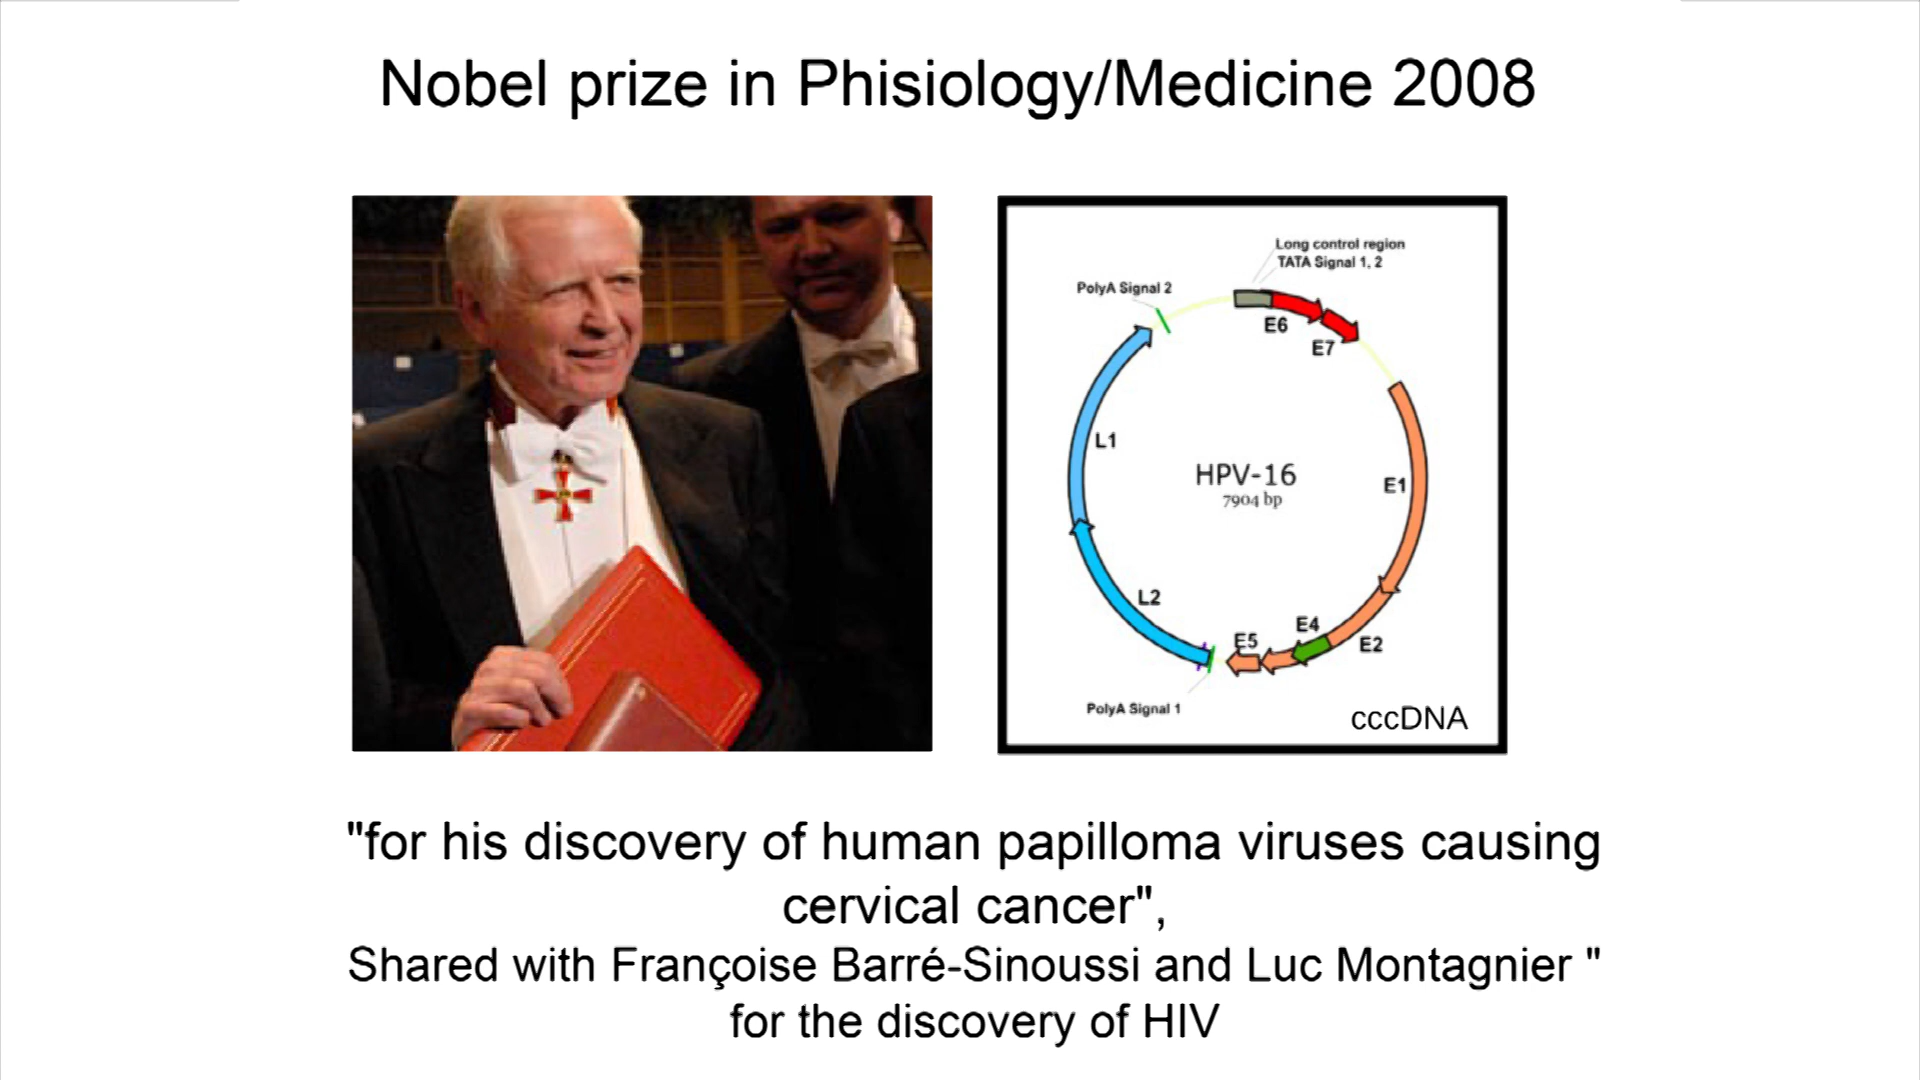 Nobel prize in Phisiology/Medicine 2008
Long control region
TATA Signal 1, 2
PolyA Signal 2
E6
E7
L1
HPV-16
7904 bp
E1
L2
E4
E5
E2
PolyA Signal 1
cccDNA
"for his discovery of human papilloma viruses causing
cervical cancer",
Shared with Françoise Barré-Sinoussi and Luc Montagnier "
for the discovery of HIV